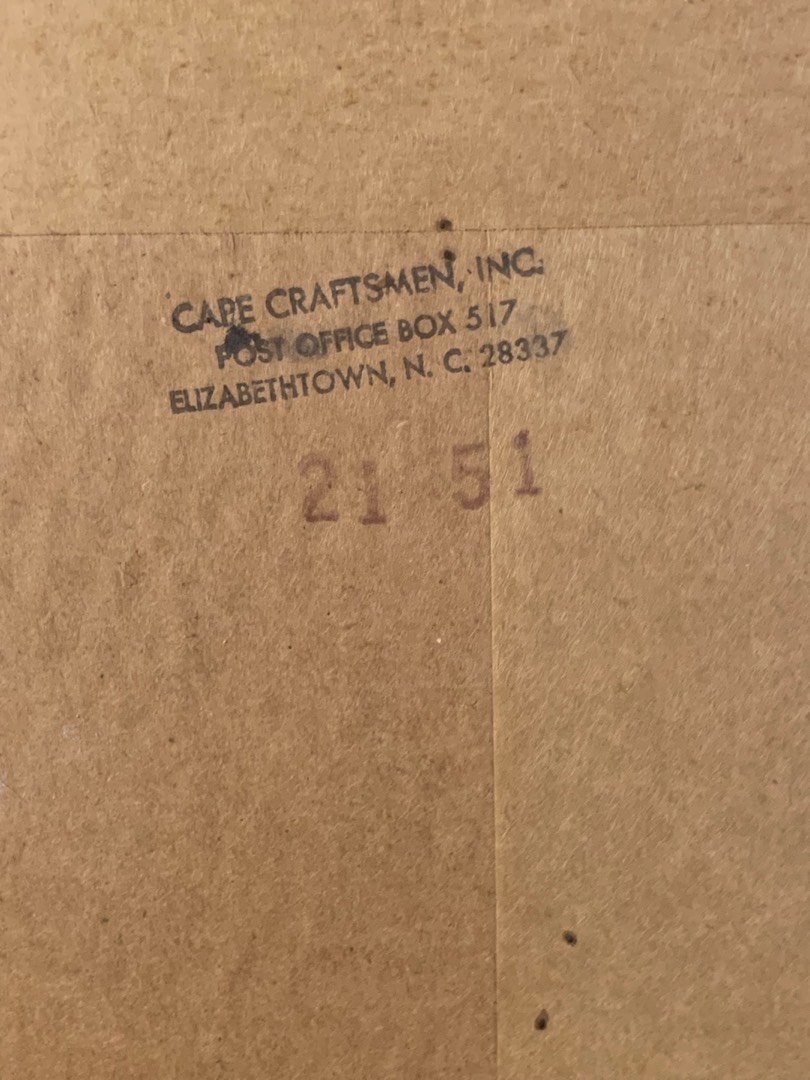 CAPE CRAFTSMEN, INC.
POST OFFICE BOX 517
ELIZABETHTOWN, N. C. 28337
21 51